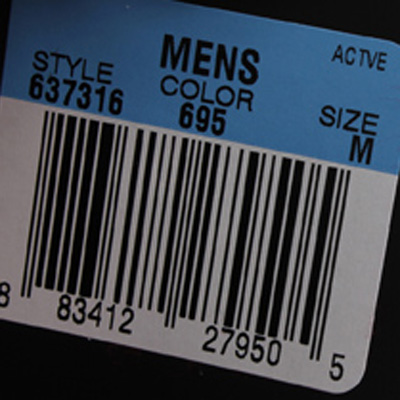 MENS
ACTVE
STYLE
637316
COLOR
695
SIZE
M
8 83412 27950 5